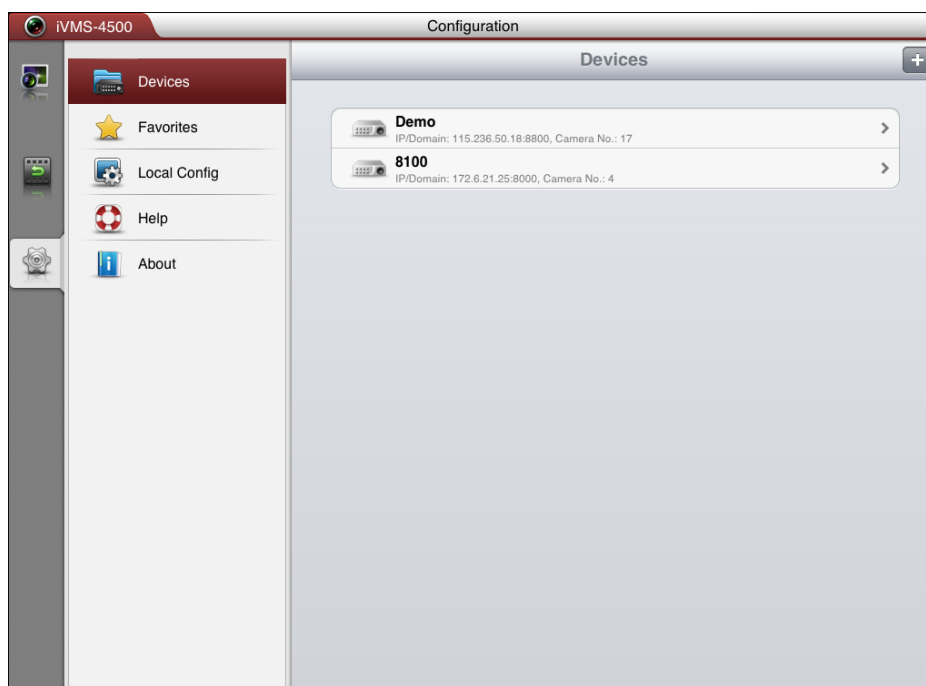 iVMS-4500
Configuration
Devices
Favorites
Local Config
Help
About
Devices
Demo
IP/Domain: 115.236.50.18:8800, Camera No.: 17
8100
IP/Domain: 172.6.21.25:8000, Camera No.: 4